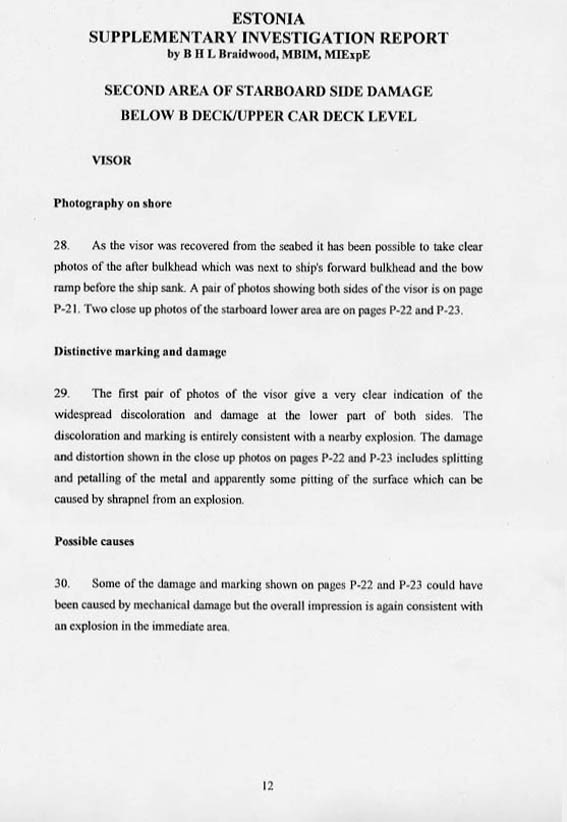 ESTONIA
SUPPLEMENTARY INVESTIGATION REPORT
by B H L Braidwood, MBIM, MIExpE
SECOND AREA OF STARBOARD SIDE DAMAGE
BELOW B DECK/UPPER CAR DECK LEVEL
VISOR
Photography on shore
28. As the visor was recovered from the seabed it has been possible to take clear
photos of the after bulkhead which was next to ship's forward bulkhead and the bow
ramp before the ship sank. A pair of photos showing both sides of the visor is on page
P-21. Two close up photos of the starboard lower area are on pages P-22 and P-23.
Distinctive marking and damage
29. The first pair of photos of the visor give a very clear indication of the
widespread discoloration and damage at the lower part of both sides. The
discoloration and marking is entirely consistent with a nearby explosion. The damage
and distortion shown in the close up photos on pages P-22 and P-23 includes splitting
and petalling of the metal and apparently some pitting of the surface which can be
caused by shrapnel from an explosion.
Possible causes
30. Some of the damage and marking shown on pages P-22 and P-23 could have
been caused by mechanical damage but the overall impression is again consistent with
an explosion in the immediate area.
12